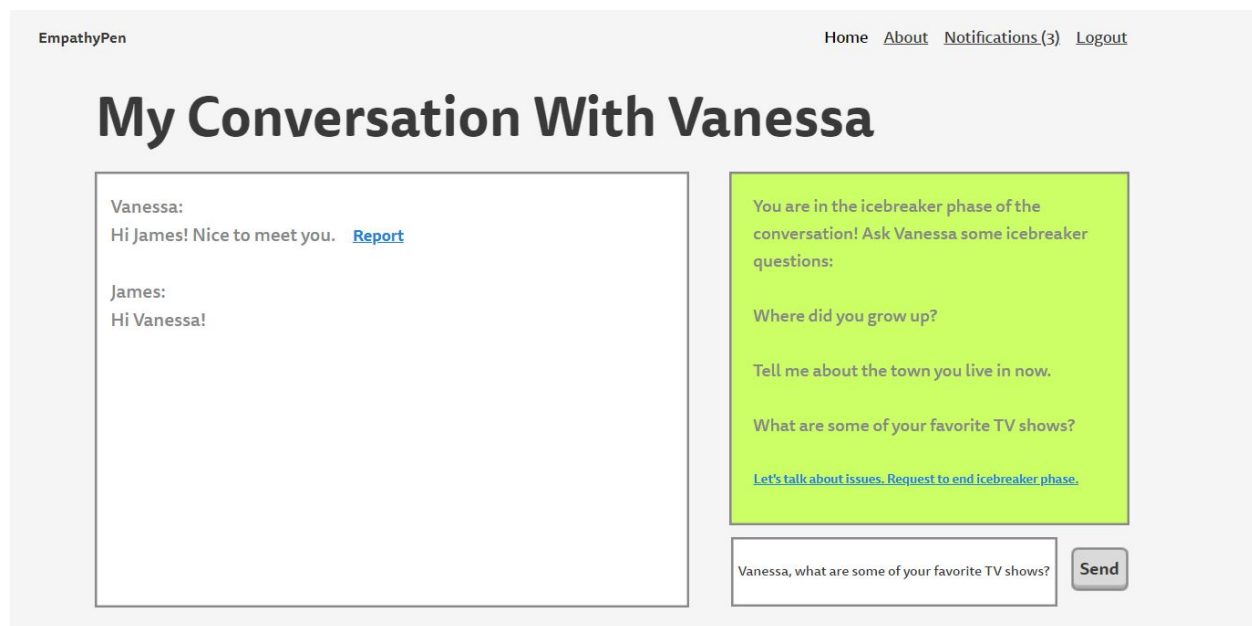 EmpathyPen
Home About Notifications (3) Logout
My Conversation With Vanessa
Vanessa:
Hi James! Nice to meet you. Report
James:
Hi Vanessa!
You are in the icebreaker phase of the
conversation! Ask Vanessa some icebreaker
questions:
Where did you grow up?
Tell me about the town you live in now.
What are some of your favorite TV shows?
Let's talk about issues. Request to end icebreaker phase.
Vanessa, what are some of your favorite TV shows?
Send